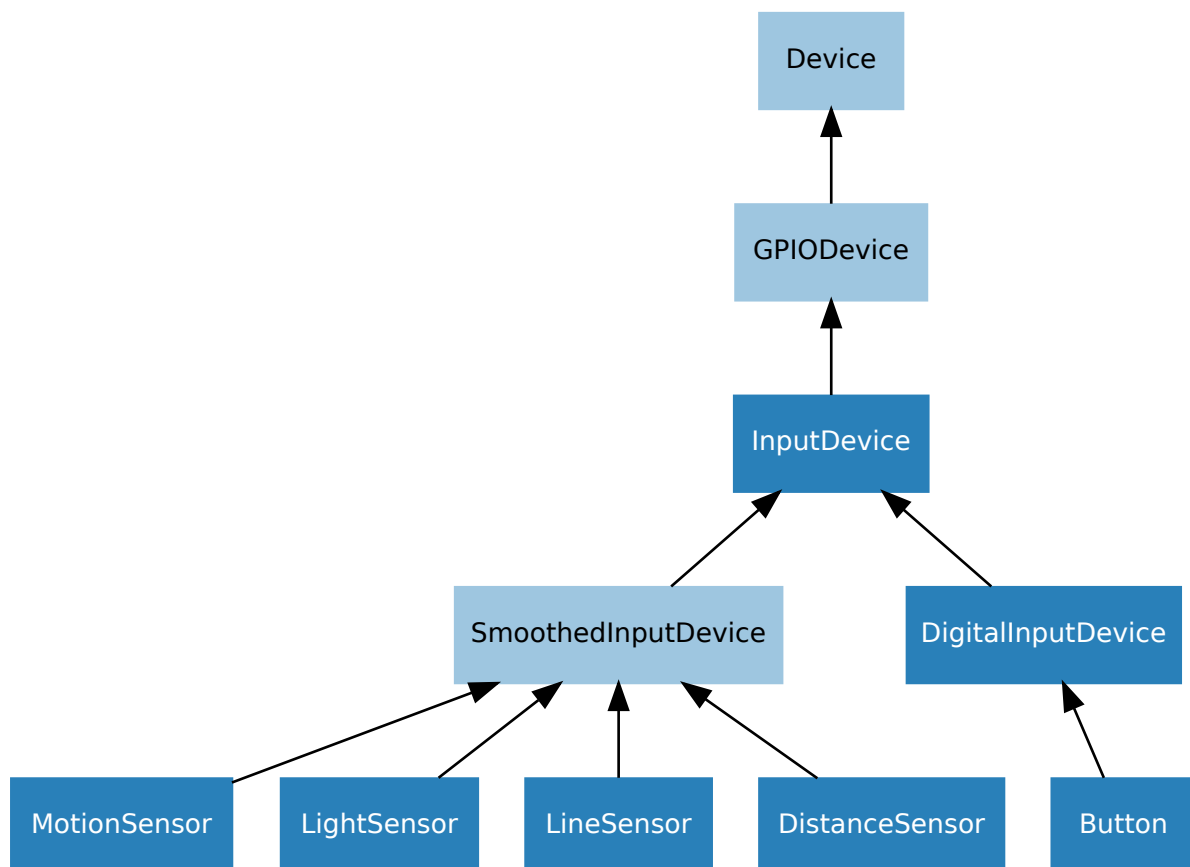 Device
GPIODevice
InputDevice
SmoothedInputDevice
DigitalInputDevice
MotionSensor
LightSensor
LineSensor
DistanceSensor
Button